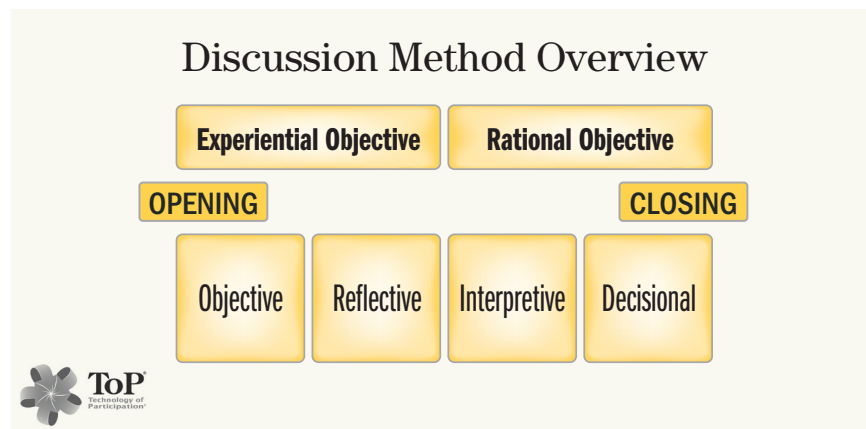 Discussion Method Overview
Experiential Objective Rational Objective
OPENING CLOSING
Objective Reflective Interpretive Decisional
ToP®
Technology of
Participation®